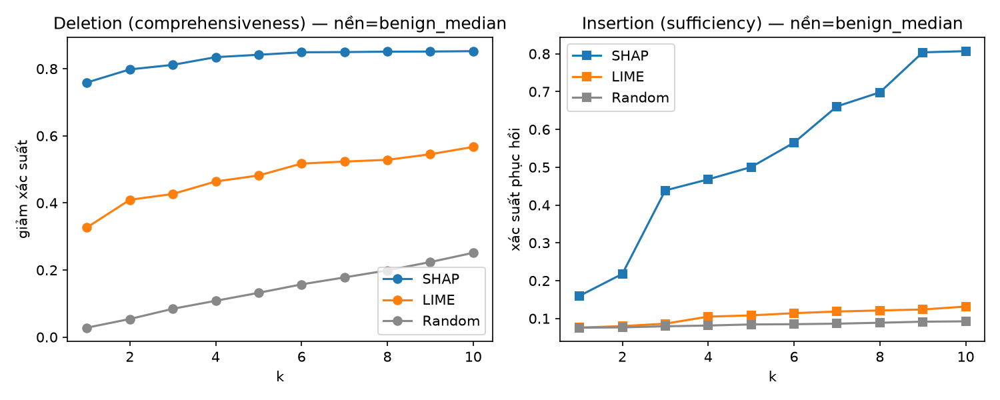 Deletion (comprehensiveness) — nền=benign_median
giảm xác suất
0.8
0.6
0.4
0.2
0.0
2
4
6
8
10
k
SHAP
LIME
Random
Insertion (sufficiency) — nền=benign_median
xác suất phục hồi
0.8
0.7
0.6
0.5
0.4
0.3
0.2
0.1
2
4
6
8
10
k
SHAP
LIME
Random